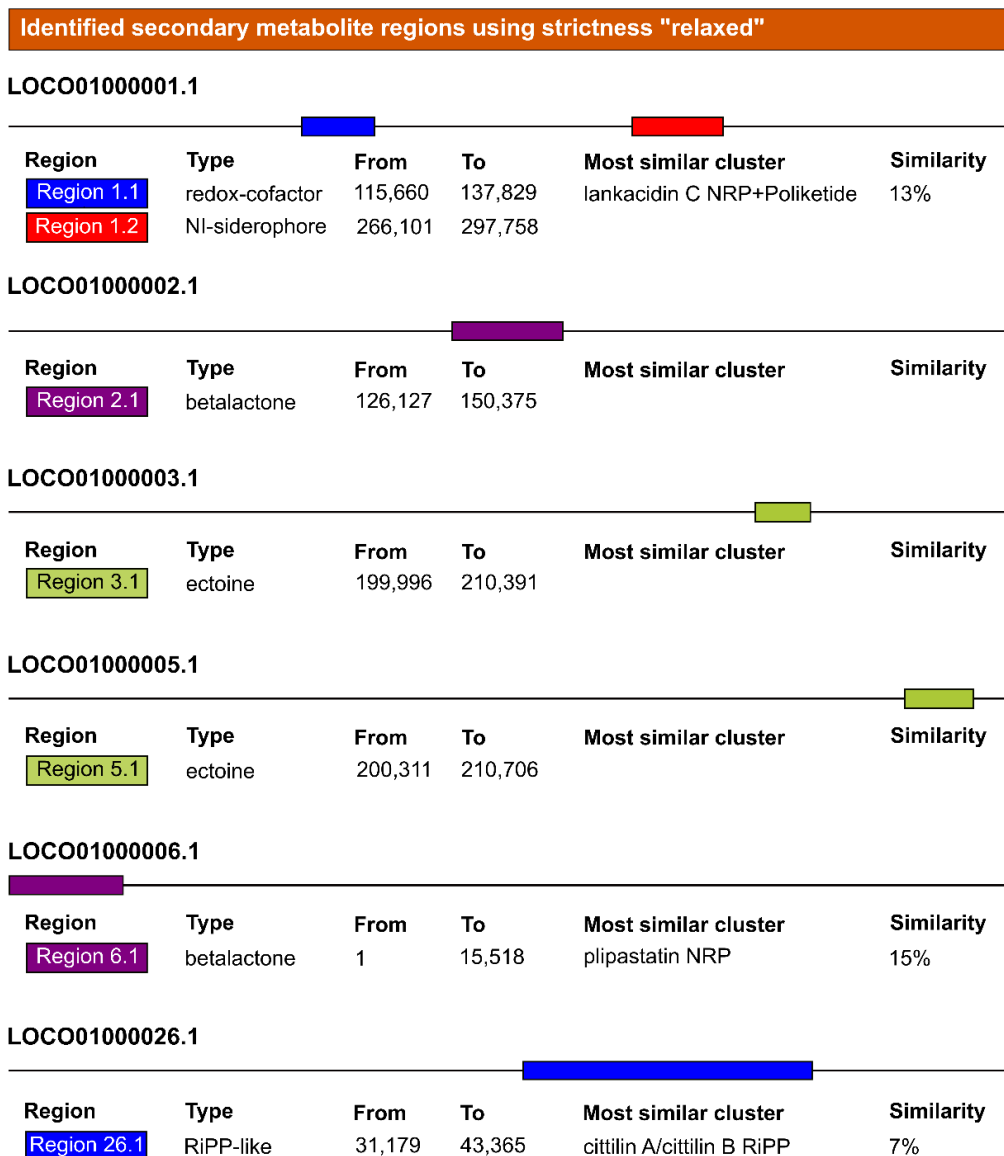 Identified secondary metabolite regions using strictness "relaxed"
LOCO01000001.1
Region Type From To Most similar cluster Similarity
Region 1.1 redox-cofactor 115,660 137,829 lankacidin C NRP+Poliketide 13%
Region 1.2 NI-siderophore 266,101 297,758
LOCO01000002.1
Region Type From To Most similar cluster Similarity
Region 2.1 betalactone 126,127 150,375
LOCO01000003.1
Region Type From To Most similar cluster Similarity
Region 3.1 ectoine 199,996 210,391
LOCO01000005.1
Region Type From To Most similar cluster Similarity
Region 5.1 ectoine 200,311 210,706
LOCO01000006.1
Region Type From To Most similar cluster Similarity
Region 6.1 betalactone 1 15,518 plipastatin NRP 15%
LOCO01000026.1
Region Type From To Most similar cluster Similarity
Region 26.1 RiPP-like 31,179 43,365 cittilin A/cittilin B RiPP 7%